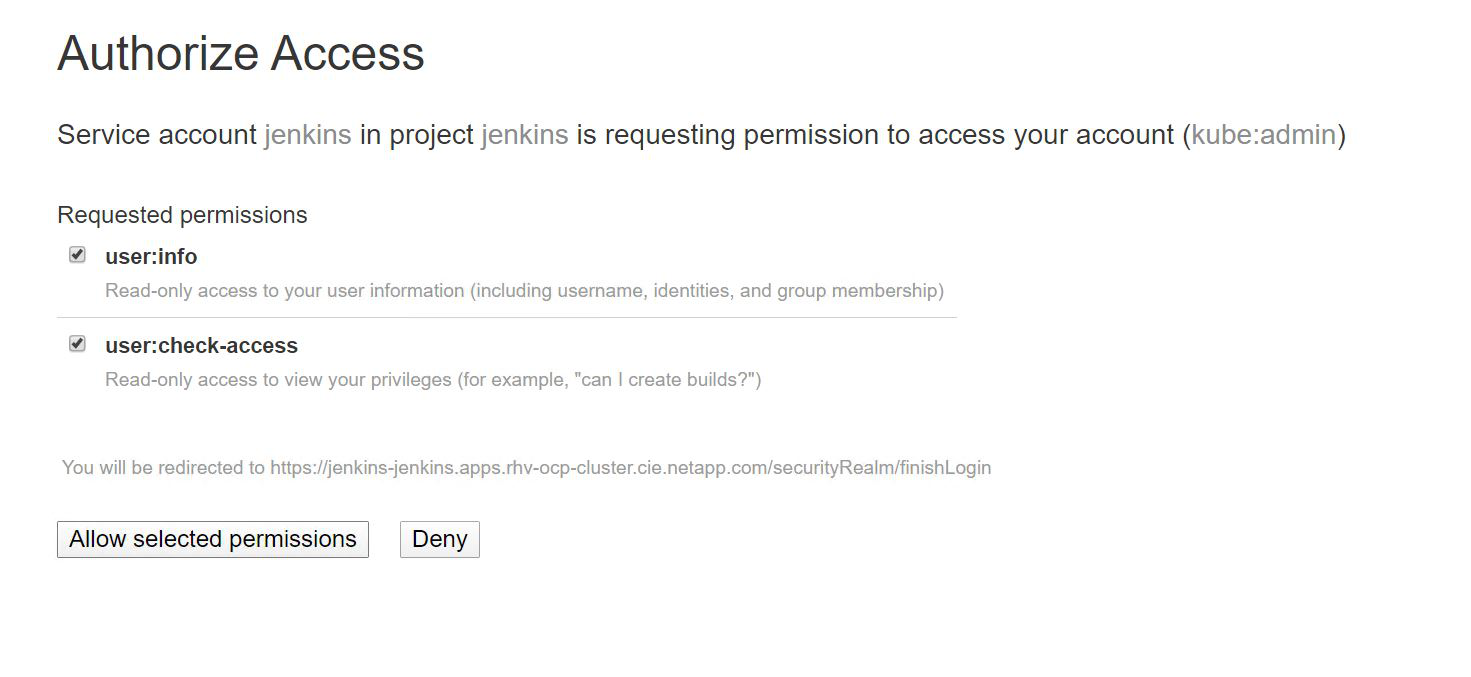 Authorize Access
Service account jenkins in project jenkins is requesting permission to access your account (kube:admin)
Requested permissions
user:info
Read-only access to your user information (including username, identities, and group membership)
user:check-access
Read-only access to view your privileges (for example, "can I create builds?")
You will be redirected to https://jenkins-jenkins.apps.rhv-ocp-cluster.cie.netapp.com/securityRealm/finishLogin
Allow selected permissions Deny